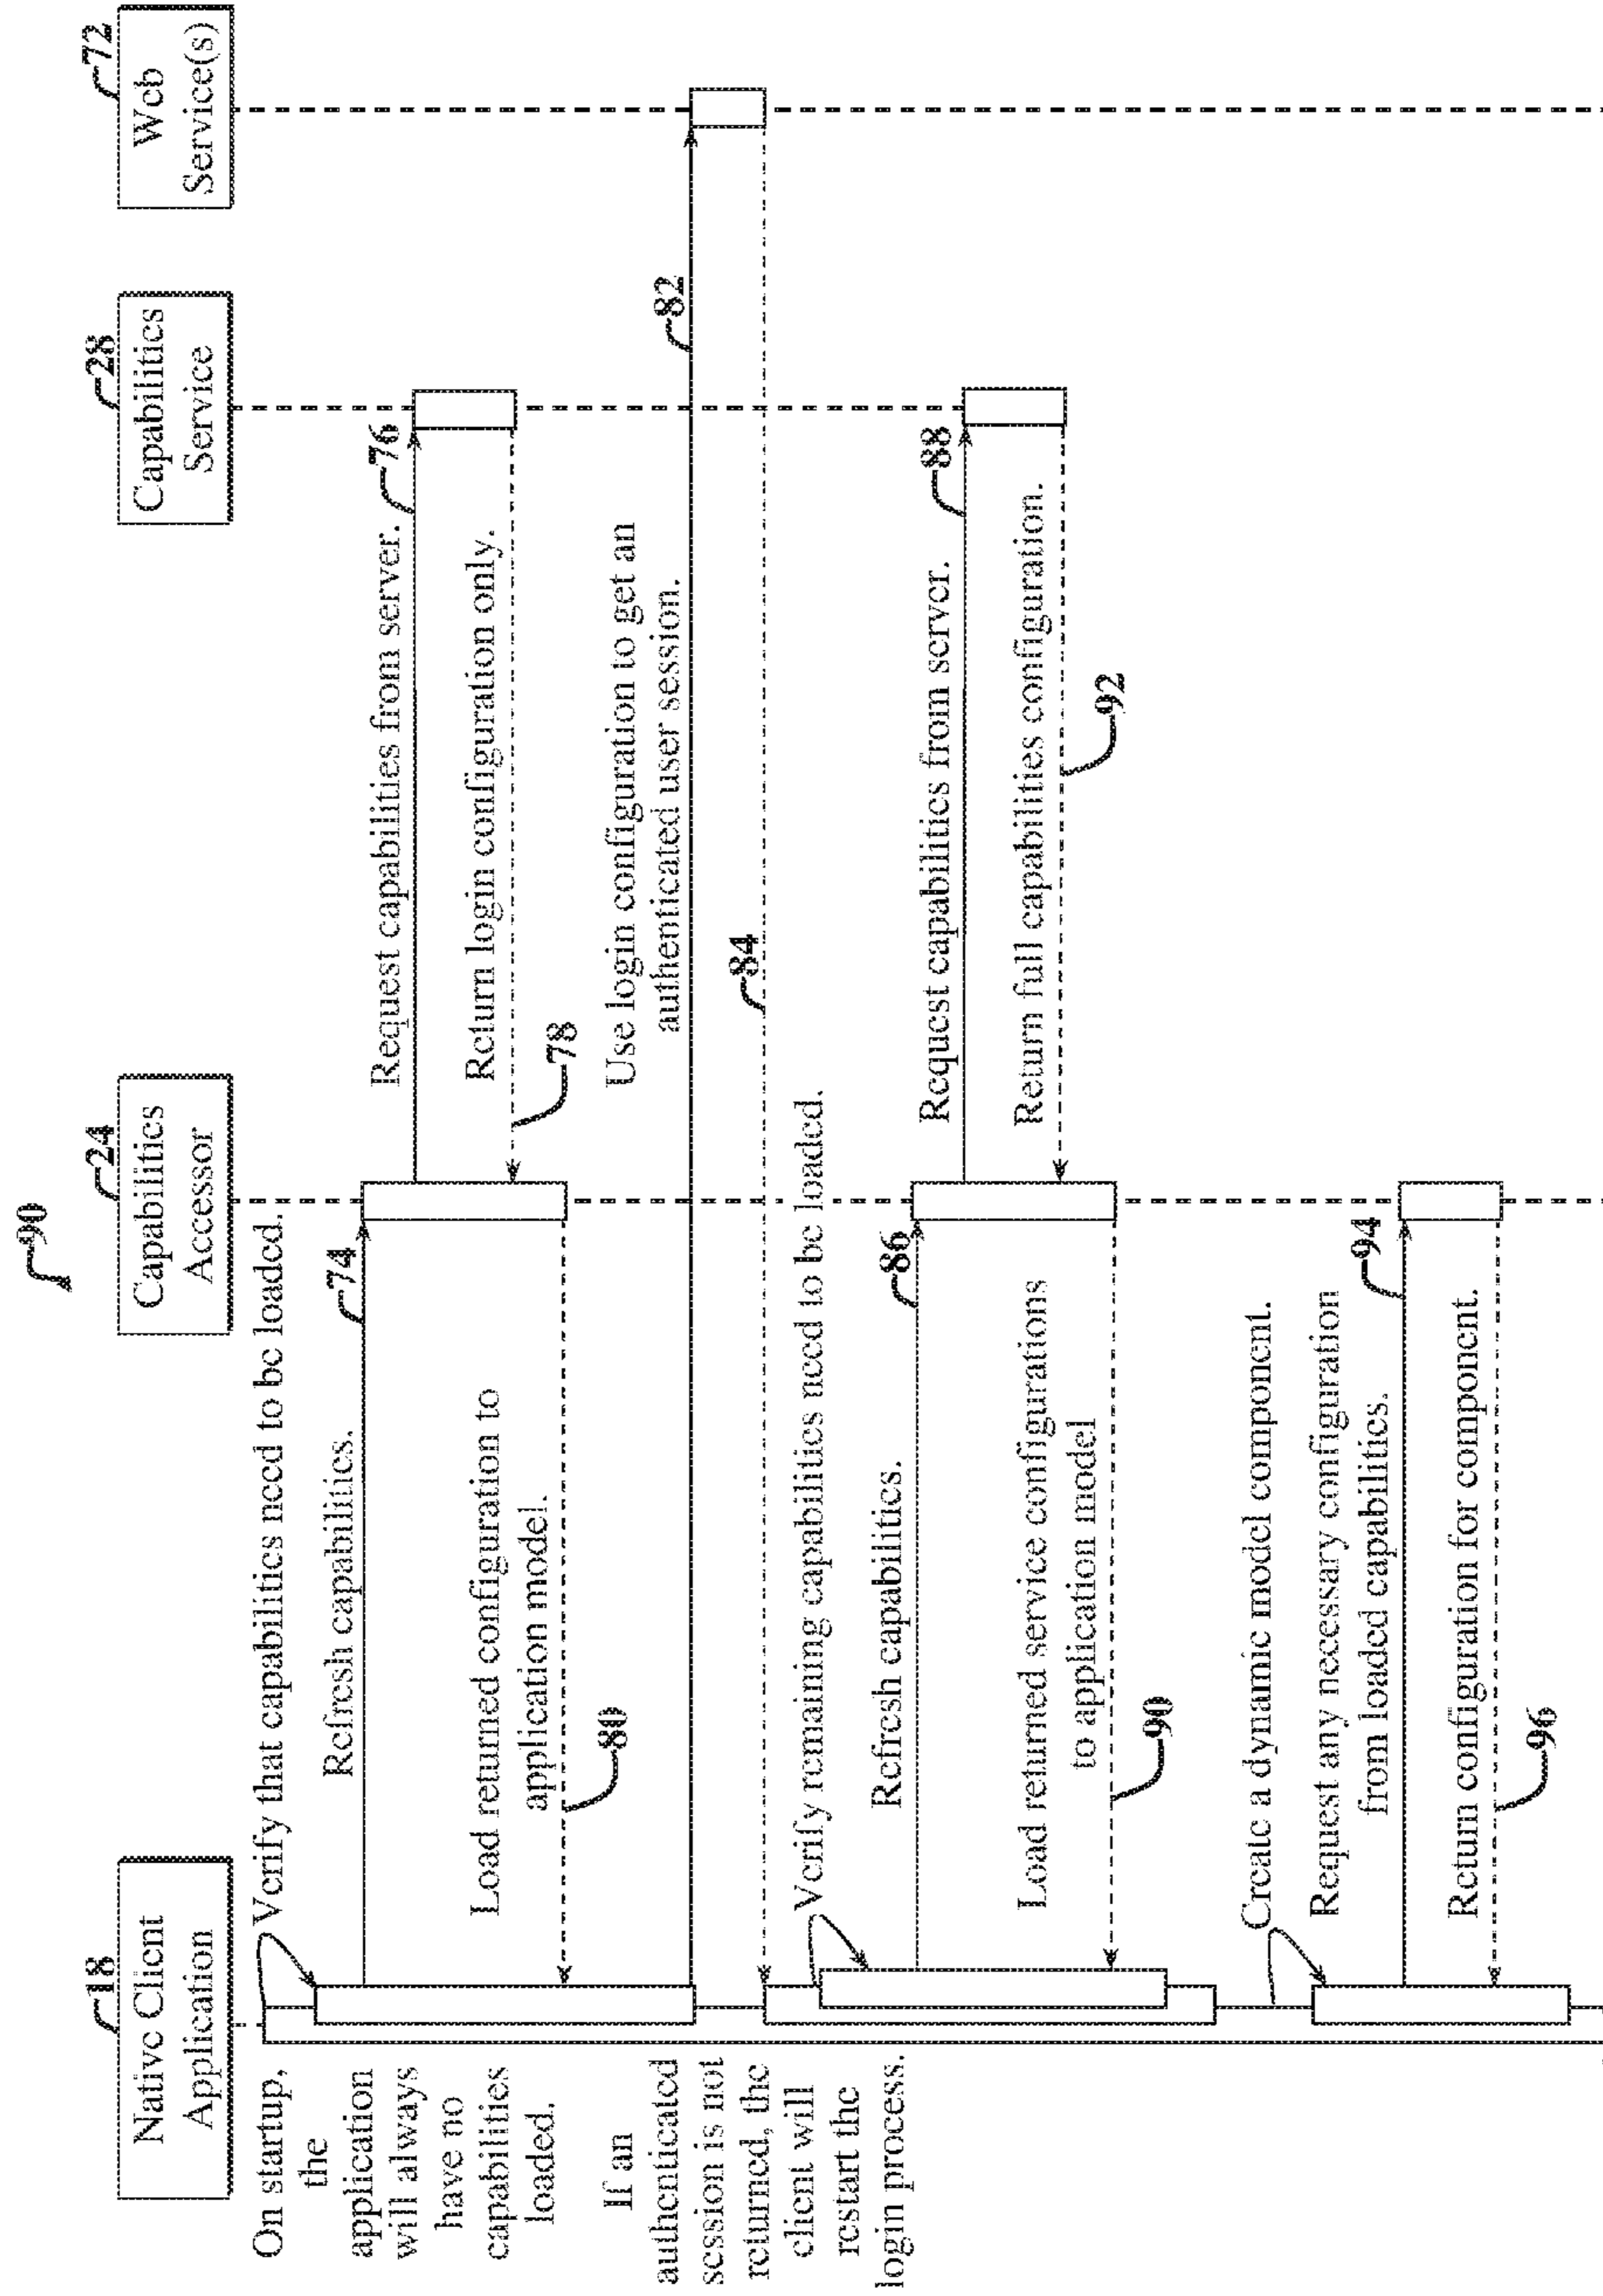 90
18
Native Client
Application
24
Capabilities
Accessor
28
Capabilities
Service
72
Web
Service(s)
On startup,
the
application
will always
have no
capabilities
loaded.
Verify that capabilities need to be loaded.
Refresh capabilities.
74
Request capabilities from server.
76
Return login configuration only.
78
Load returned configuration to
application model.
80
If an
authenticated
session is not
returned, the
client will
restart the
login process.
Use login configuration to get an
authenticated user session.
82
84
Verify remaining capabilities need to be loaded.
Refresh capabilities.
86
Request capabilities from server.
88
Return full capabilities configuration.
92
Load returned service configurations
to application model
90
Create a dynamic model component.
Request any necessary configuration
from loaded capabilities.
94
Return configuration for component.
96